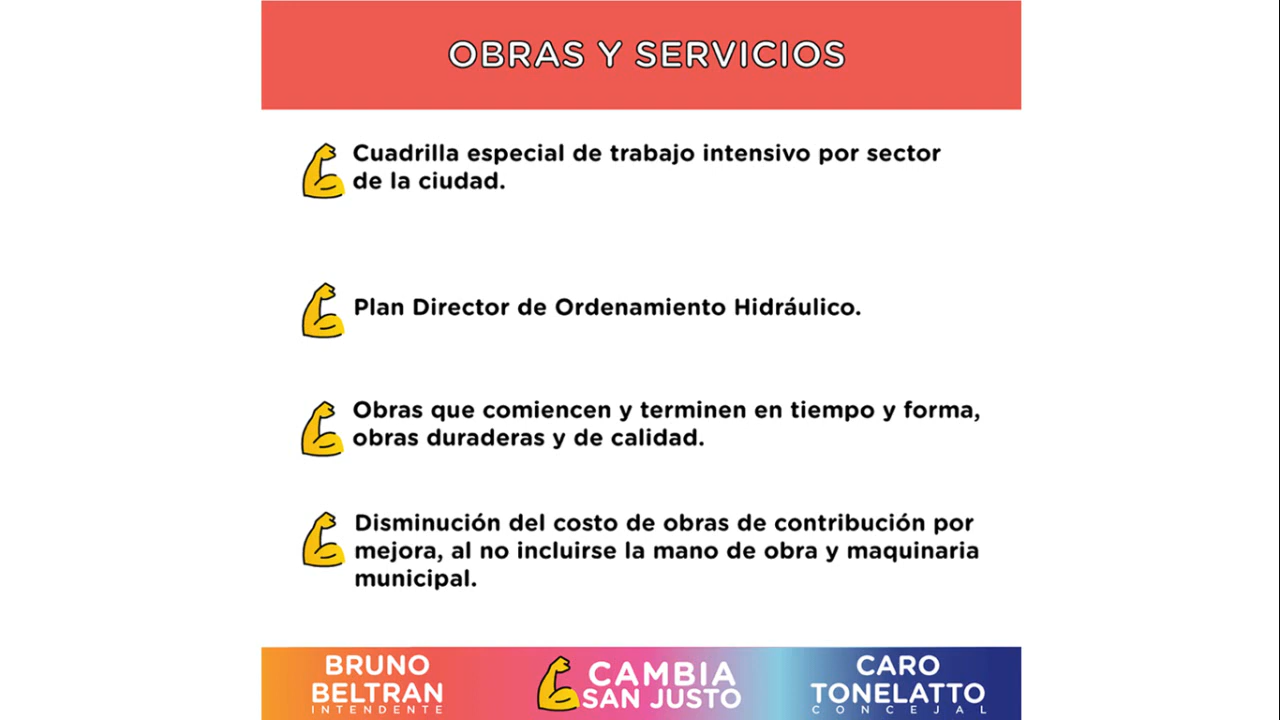 OBRAS Y SERVICIOS
Cuadrilla especial de trabajo intensivo por sector
de la ciudad.
Plan Director de Ordenamiento Hidráulico.
Obras que comiencen y terminen en tiempo y forma,
obras duraderas y de calidad.
Disminución del costo de obras de contribución por
mejora, al no incluirse la mano de obra y maquinaria
municipal.
BRUNO
BELTRAN
INTENDENTE
CAMBIA
SAN JUSTO
CARO
TONELATTO
CONCEJAL